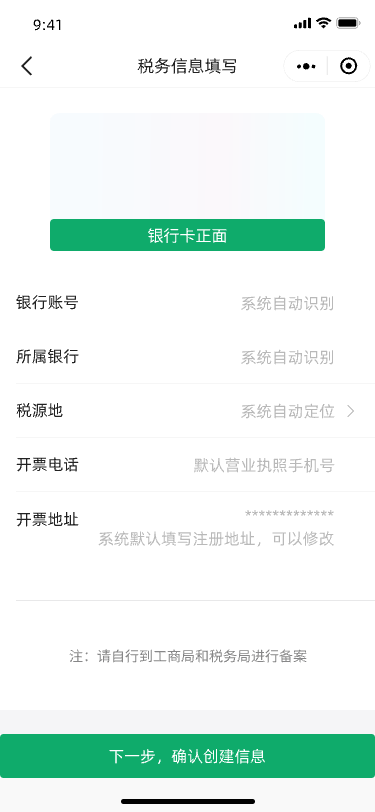 9:41
税务信息填写
银行卡正面
银行账号 系统自动识别
所属银行 系统自动识别
税源地 系统自动定位
开票电话 默认营业执照手机号
开票地址 *************
系统默认填写注册地址，可以修改
注：请自行到工商局和税务局进行备案
下一步，确认创建信息